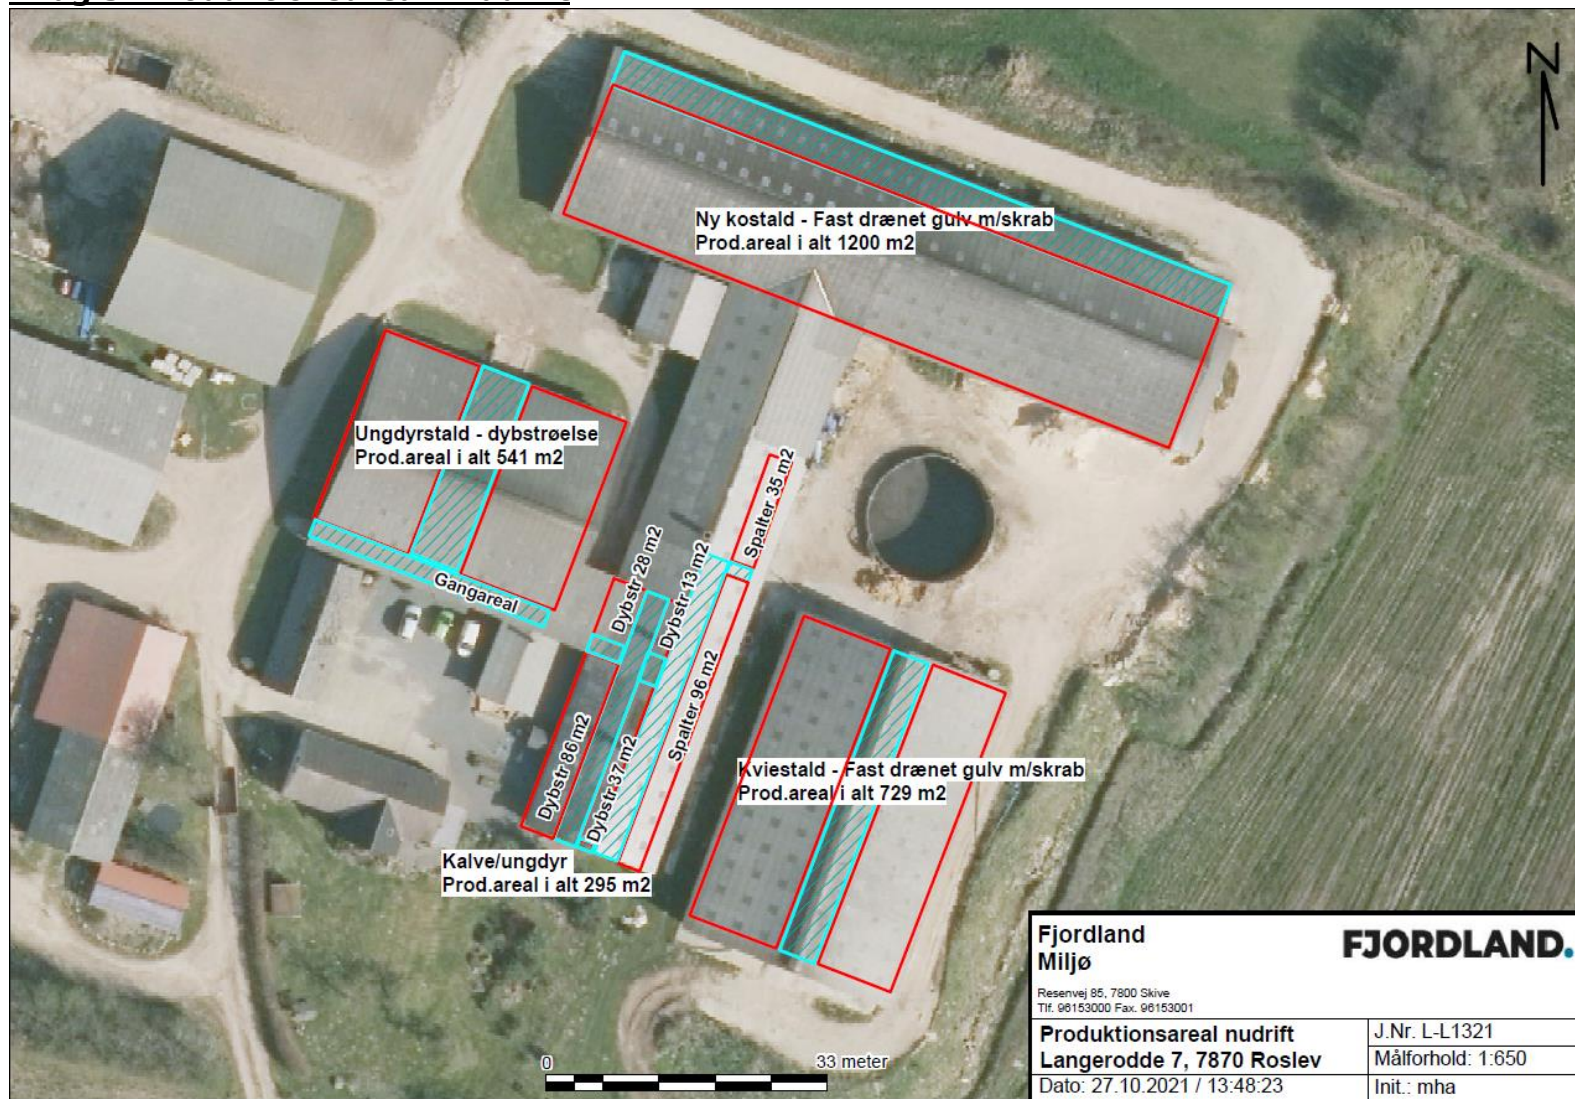 N
Ny kostald - Fast drænet gulv m/skrab
Prod.areal i alt 1200 m2
Ungdyrstald - dybstrøelse
Prod.areal i alt 541 m2
Spalter 35 m2
Dybstr 28 m2
Dybstr 13 m2
Gangareal
Spalter 96 m2
Dybstr 86 m2
Dybstr 37 m2
Kviestald - Fast drænet gulv m/skrab
Prod.areal i alt 729 m2
Kalve/ungdyr
Prod.areal i alt 295 m2
0 33 meter
Fjordland
Miljø
FJORDLAND.
Resenvej 85, 7800 Skive
Tlf. 96153000 Fax. 96153001
Produktionsareal nudrift
Langerodde 7, 7870 Roslev
J.Nr. L-L1321
Målforhold: 1:650
Dato: 27.10.2021 / 13:48:23
Init.: mha